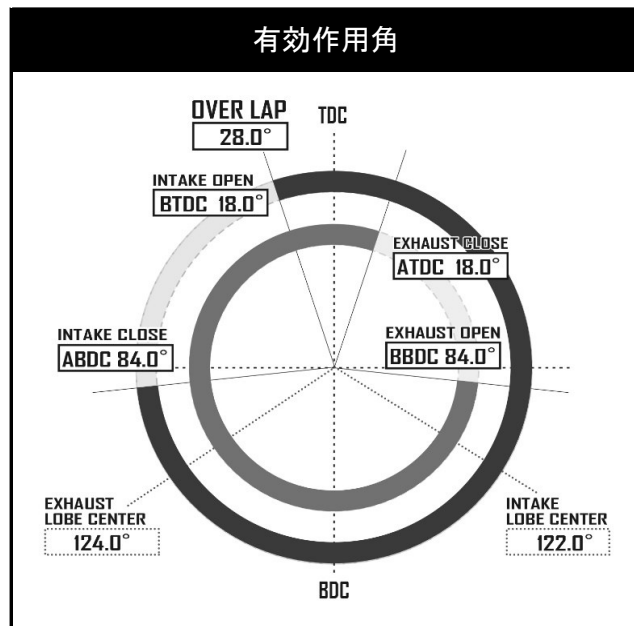 有効作用角
OVER LAP
28.0°
TDC
INTAKE OPEN
BTDC 18.0°
EXHAUST CLOSE
ATDC 18.0°
INTAKE CLOSE
ABDC 84.0°
EXHAUST OPEN
BBDC 84.0°
EXHAUST
LOBE CENTER
124.0°
INTAKE
LOBE CENTER
122.0°
BDC